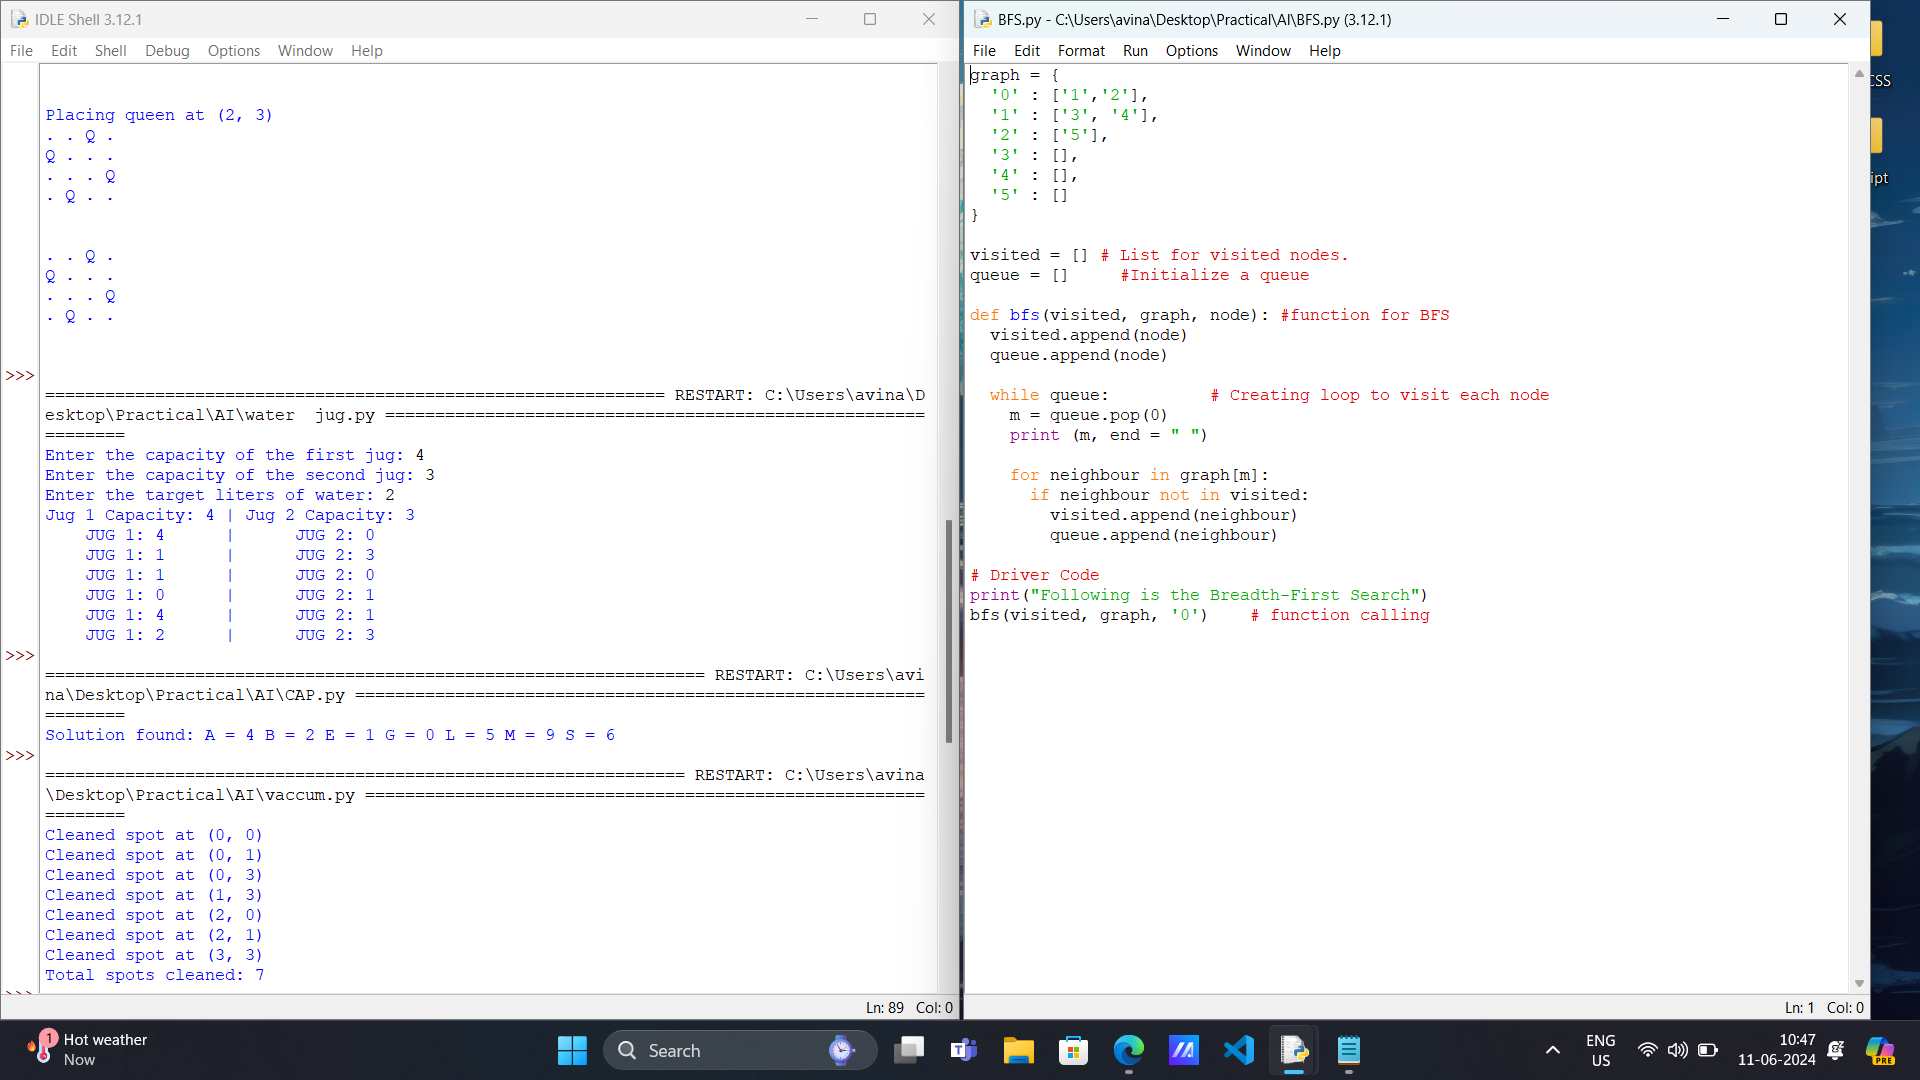 IDLE Shell 3.12.1
File Edit Shell Debug Options Window Help
Placing queen at (2, 3)
. . Q .
Q . . .
. . . Q
. Q . .
. . Q .
Q . . .
. . . Q
. Q . .
>>>
============================================================== RESTART: C:\Users\avina\D
esktop\Practical\AI\water  jug.py ======================================================
========
Enter the capacity of the first jug: 4
Enter the capacity of the second jug: 3
Enter the target liters of water: 2
Jug 1 Capacity: 4 | Jug 2 Capacity: 3
JUG 1: 4 | JUG 2: 0
JUG 1: 1 | JUG 2: 3
JUG 1: 1 | JUG 2: 0
JUG 1: 0 | JUG 2: 1
JUG 1: 4 | JUG 2: 1
JUG 1: 2 | JUG 2: 3
>>>
================================================================== RESTART: C:\Users\avi
na\Desktop\Practical\AI\CAP.py =========================================================
========
Solution found: A = 4 B = 2 E = 1 G = 0 L = 5 M = 9 S = 6
>>>
================================================================ RESTART: C:\Users\avina
\Desktop\Practical\AI\vaccum.py ========================================================
========
Cleaned spot at (0, 0)
Cleaned spot at (0, 1)
Cleaned spot at (0, 3)
Cleaned spot at (1, 3)
Cleaned spot at (2, 0)
Cleaned spot at (2, 1)
Cleaned spot at (3, 3)
Total spots cleaned: 7
Ln: 89 Col: 0
BFS.py - C:\Users\avina\Desktop\Practical\AI\BFS.py (3.12.1)
File Edit Format Run Options Window Help
graph = {
  '0' : ['1','2'],
  '1' : ['3', '4'],
  '2' : ['5'],
  '3' : [],
  '4' : [],
  '5' : []
}
visited = [] # List for visited nodes.
queue = []     #Initialize a queue
def bfs(visited, graph, node): #function for BFS
  visited.append(node)
  queue.append(node)
  while queue:          # Creating loop to visit each node
    m = queue.pop(0)
    print (m, end = " ")
    for neighbour in graph[m]:
      if neighbour not in visited:
        visited.append(neighbour)
        queue.append(neighbour)
# Driver Code
print("Following is the Breadth-First Search")
bfs(visited, graph, '0')    # function calling
Ln: 1 Col: 0
CSS
ipt
1
Hot weather
Now
Search
ENG
US
10:47
11-06-2024
PRE